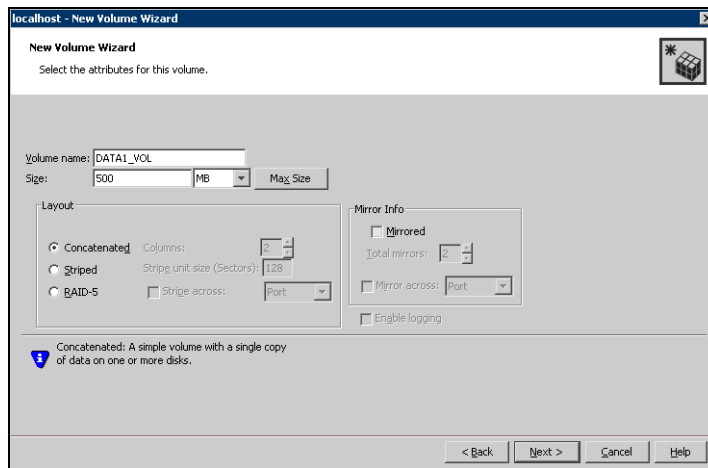 localhost - New Volume Wizard
New Volume Wizard
Select the attributes for this volume.
Volume name: DATA1_VOL
Size: 500 MB Max Size
Layout
Concatenated Columns: 2
Striped Stripe unit size (Sectors): 128
RAID-5 Stripe across: Port
Mirror Info
Mirrored
Total mirrors: 2
Mirror across: Port
Enable logging
Concatenated: A simple volume with a single copy
of data on one or more disks.
< Back Next > Cancel Help